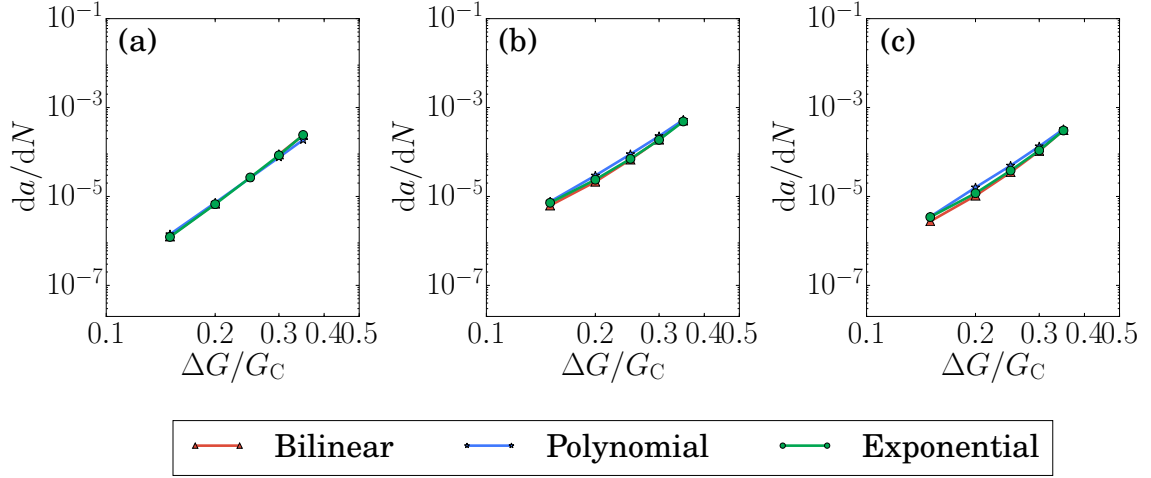 (a)
10⁻¹
10⁻³
10⁻⁵
10⁻⁷
da/dN
0.1 0.2 0.3 0.4 0.5
ΔG/G_C
(b)
10⁻¹
10⁻³
10⁻⁵
10⁻⁷
da/dN
0.1 0.2 0.3 0.4 0.5
ΔG/G_C
(c)
10⁻¹
10⁻³
10⁻⁵
10⁻⁷
da/dN
0.1 0.2 0.3 0.4 0.5
ΔG/G_C
Bilinear Polynomial Exponential